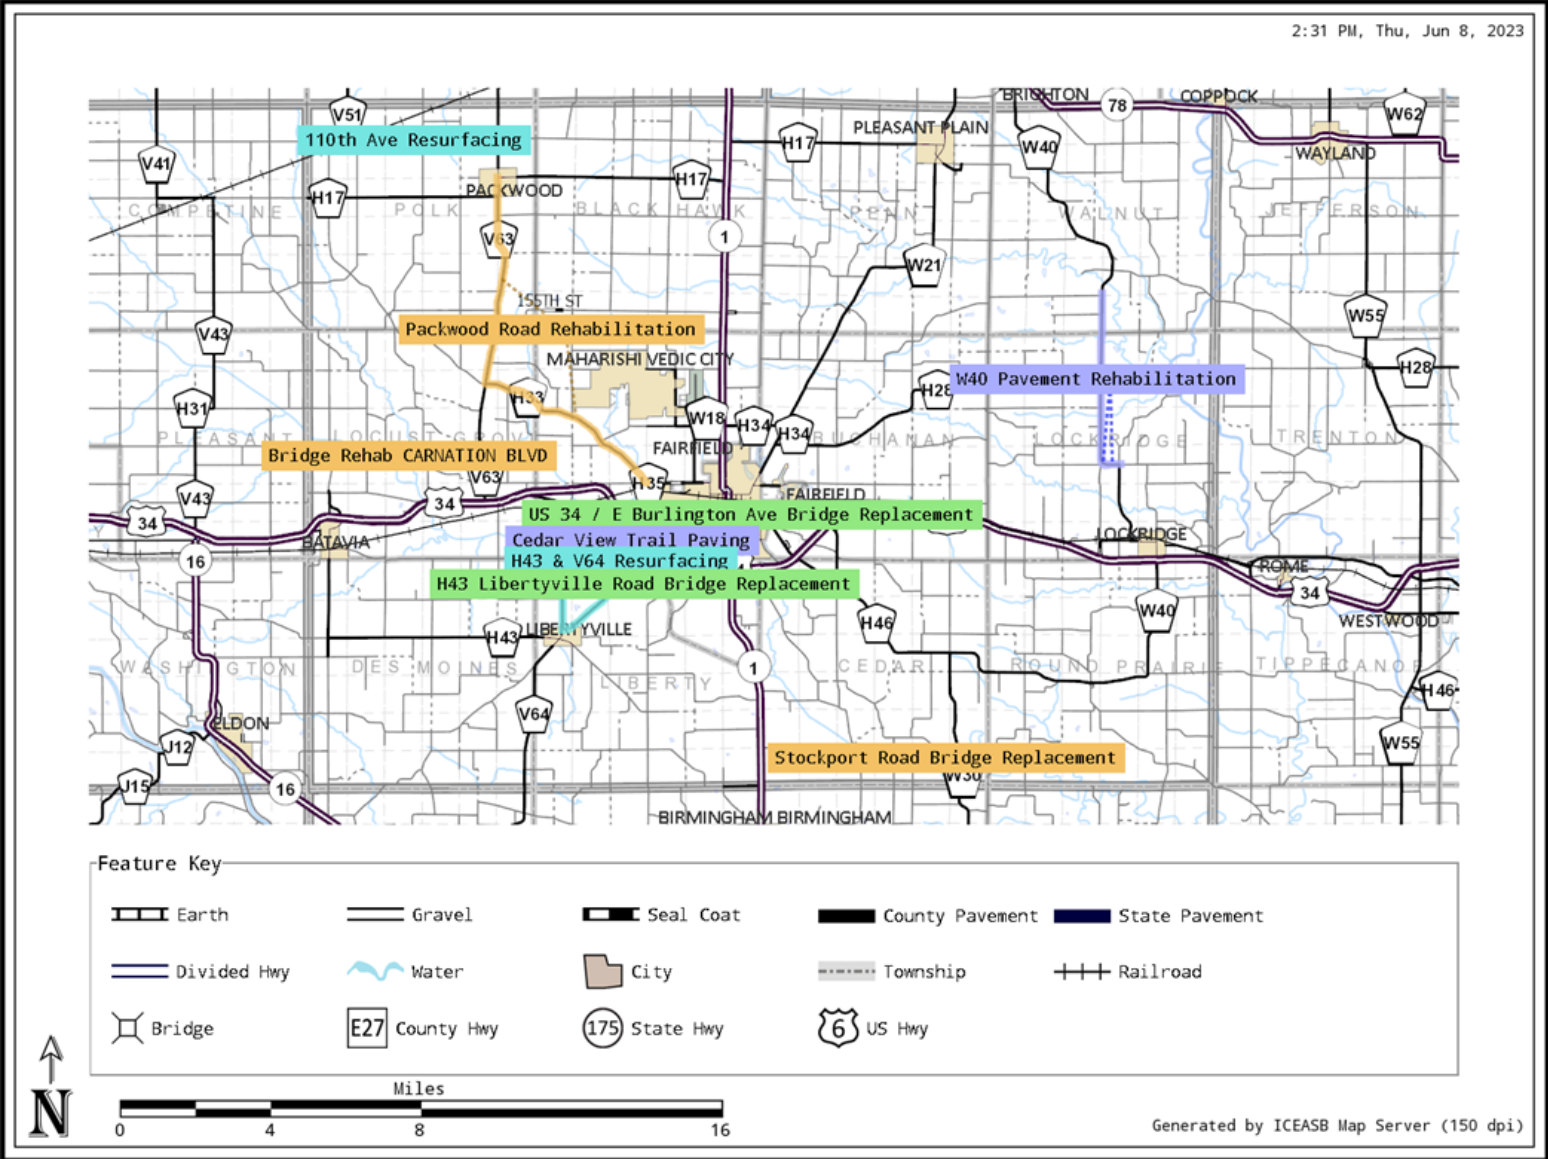 2:31 PM, Thu, Jun 8, 2023
BRIGHTON
78
COPPOCK
V51
W62
110th Ave Resurfacing
PLEASANT PLAIN
H17
W40
V41
WAYLAND
PACKWOOD
H17
H17
COMPETINE
POLK
BLACK HAWK
PENN
WALNUT
JEFFERSON
V63
1
W21
155TH ST
V43
Packwood Road Rehabilitation
W55
MAHARISHI VEDIC CITY
H28
W40 Pavement Rehabilitation
H28
H33
H31
W18
H34
H34
PLEASANT
LOCUST GROVE
FAIRFIELD
BUCHANAN
LOCKRIDGE
TRENTON
Bridge Rehab CARNATION BLVD
V63
H35
V43
34
FAIRFIELD
34
US 34 / E Burlington Ave Bridge Replacement
BATAVIA
Cedar View Trail Paving
LOCKRIDGE
16
H43 & V64 Resurfacing
ROME
H43 Libertyville Road Bridge Replacement
34
W40
H46
WESTWOOD
H43
LIBERTYVILLE
WASHINGTON
DES MOINES
1
CEDAR
ROUND PRAIRIE
TIPPECANOE
LIBERTY
H46
V64
ELDON
J12
W55
Stockport Road Bridge Replacement
J15
16
W30
BIRMINGHAM BIRMINGHAM
Feature Key
Earth
Gravel
Seal Coat
County Pavement
State Pavement
Divided Hwy
Water
City
Township
Railroad
Bridge
E27 County Hwy
175 State Hwy
6 US Hwy
N
Miles
0 4 8 16
Generated by ICEASB Map Server (150 dpi)